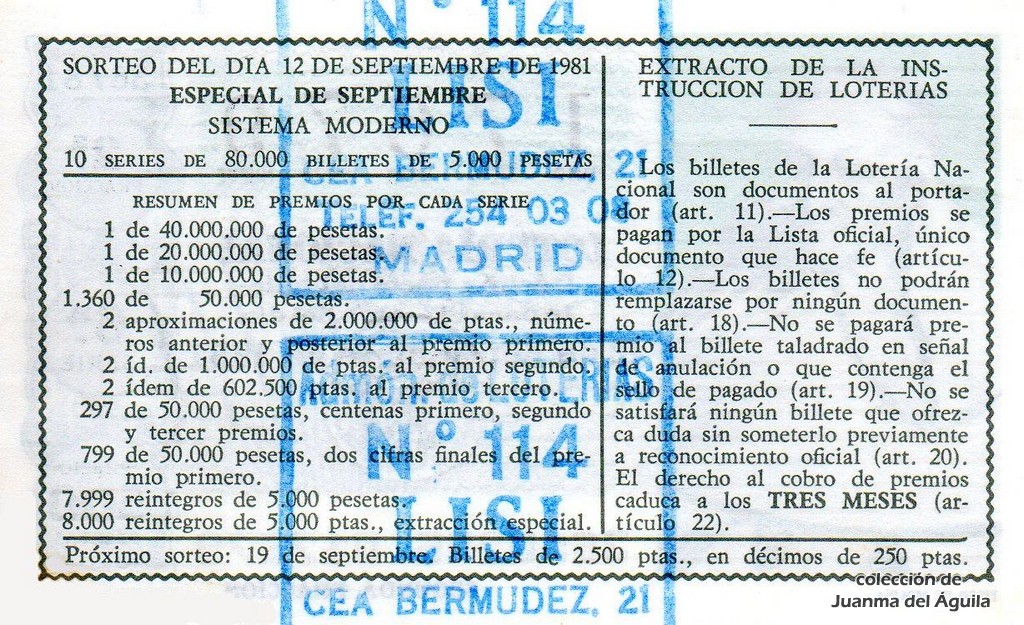 Nº 114
LISI
CEA BERMUDEZ, 21
TELEF. 254 03 08
MADRID
SORTEO DEL DIA 12 DE SEPTIEMBRE DE 1981
ESPECIAL DE SEPTIEMBRE
SISTEMA MODERNO
10 SERIES DE 80.000 BILLETES DE 5.000 PESETAS
RESUMEN DE PREMIOS POR CADA SERIE
1 de 40.000.000 de pesetas.
1 de 20.000.000 de pesetas.
1 de 10.000.000 de pesetas.
1.360 de 50.000 pesetas.
2 aproximaciones de 2.000.000 de ptas., núme-
ros anterior y posterior al premio primero.
2 íd. de 1.000.000 de ptas. al premio segundo.
2 ídem de 602.500 ptas. al premio tercero.
297 de 50.000 pesetas, centenas primero, segundo
y tercer premios.
799 de 50.000 pesetas, dos cifras finales del pre-
mio primero.
7.999 reintegros de 5.000 pesetas.
8.000 reintegros de 5.000 ptas., extracción especial.
EXTRACTO DE LA INS-
TRUCCION DE LOTERIAS
Los billetes de la Lotería Na-
cional son documentos al porta-
dor (art. 11).—Los premios se
pagan por la Lista oficial, único
documento que hace fe (artícu-
lo 12).—Los billetes no podrán
remplazarse por ningún documen-
to (art. 18).—No se pagará pre-
mio al billete taladrado en señal
de anulación o que contenga el
sello de pagado (art. 19).—No se
satisfará ningún billete que ofrez-
ca duda sin someterlo previamente
a reconocimiento oficial (art. 20).
El derecho al cobro de premios
caduca a los TRES MESES (ar-
tículo 22).
Próximo sorteo: 19 de septiembre. Billetes de 2.500 ptas., en décimos de 250 ptas.
LOTERIAS
Nº 114
LISI
CEA BERMUDEZ, 21
colección de
Juanma del Águila